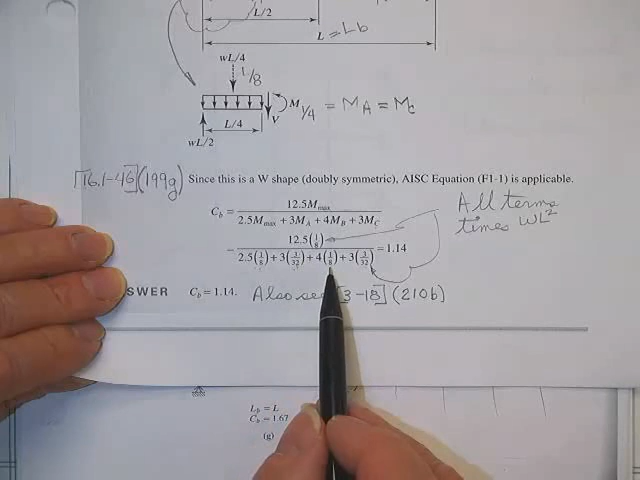 L/2
L = Lb
wL/4
1/8
M 1/4 = MA = MC
L/4
V
wL/2
[16.1-46] (199g) Since this is a W shape (doubly symmetric), AISC Equation (F1-1) is applicable.
Cb = 12.5Mmax / 2.5Mmax + 3MA + 4MB + 3MC
All terms
times WL²
= 12.5(1/8) / 2.5(1/8) + 3(3/32) + 4(1/8) + 3(3/32) = 1.14
SWER Cb = 1.14. Also see [3-18] (210b)
Lb = L
Cb = 1.67
(g)